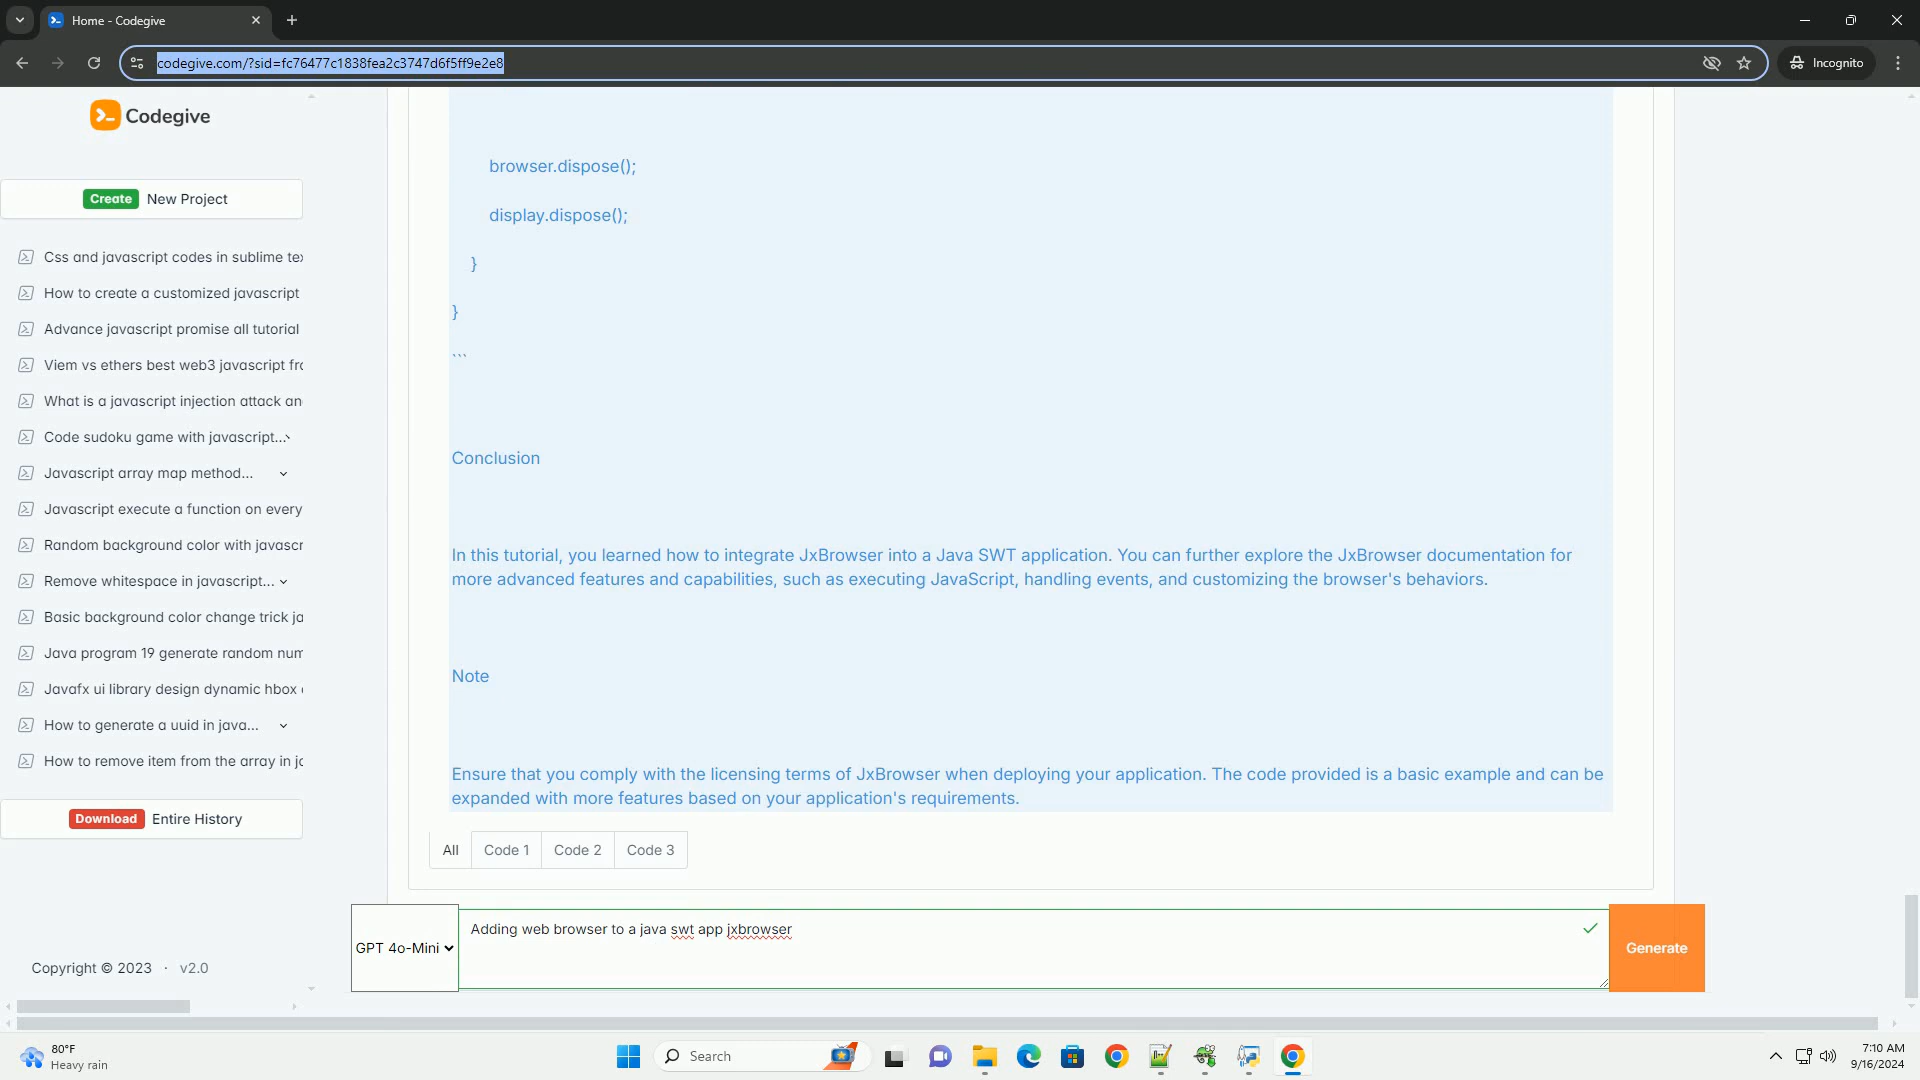 Home - Codegive
codegive.com/?sid=fc76477c1838fea2c3747d6f5ff9e2e8
Incognito
Codegive
Create New Project
Css and javascript codes in sublime te
How to create a customized javascript
Advance javascript promise all tutorial
Viem vs ethers best web3 javascript fr
What is a javascript injection attack an
Code sudoku game with javascript...
Javascript array map method...
Javascript execute a function on every
Random background color with javascr
Remove whitespace in javascript...
Basic background color change trick ja
Java program 19 generate random num
Javafx ui library design dynamic hbox
How to generate a uuid in java...
How to remove item from the array in jc
Download Entire History
Copyright © 2023 · v2.0
browser.dispose();
display.dispose();
}
}
```
Conclusion
In this tutorial, you learned how to integrate JxBrowser into a Java SWT application. You can further explore the JxBrowser documentation for
more advanced features and capabilities, such as executing JavaScript, handling events, and customizing the browser's behaviors.
Note
Ensure that you comply with the licensing terms of JxBrowser when deploying your application. The code provided is a basic example and can be
expanded with more features based on your application's requirements.
All Code 1 Code 2 Code 3
GPT 4o-Mini
Adding web browser to a java swt app jxbrowser
Generate
80°F
Heavy rain
Search
7:10 AM
9/16/2024